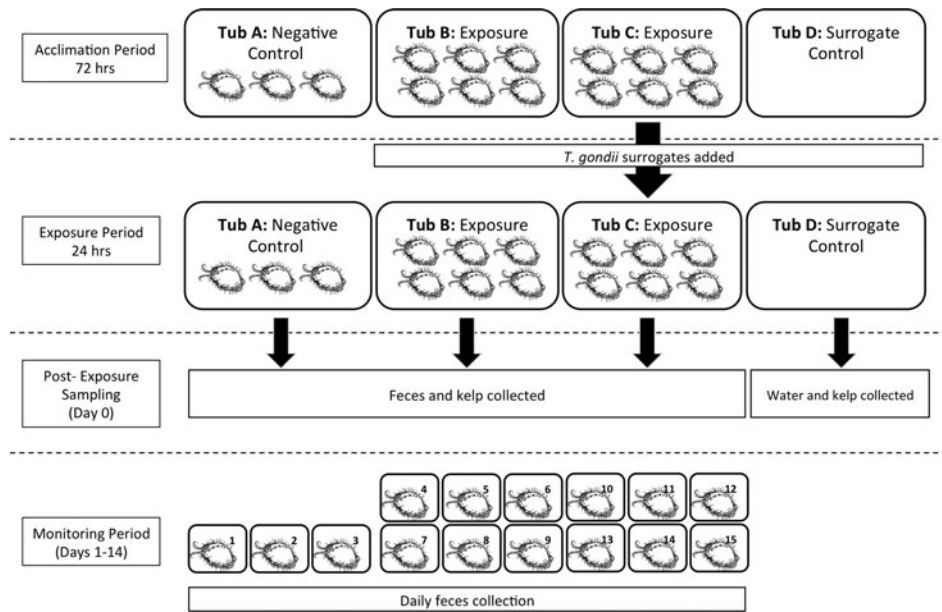 Acclimation Period
72 hrs
Tub A: Negative
Control
Tub B: Exposure
Tub C: Exposure
Tub D: Surrogate
Control
T. gondii surrogates added
Exposure Period
24 hrs
Tub A: Negative
Control
Tub B: Exposure
Tub C: Exposure
Tub D: Surrogate
Control
Post- Exposure
Sampling
(Day 0)
Feces and kelp collected
Water and kelp collected
Monitoring Period
(Days 1-14)
4 5 6 10 11 12
1 2 3 7 8 9 13 14 15
Daily feces collection